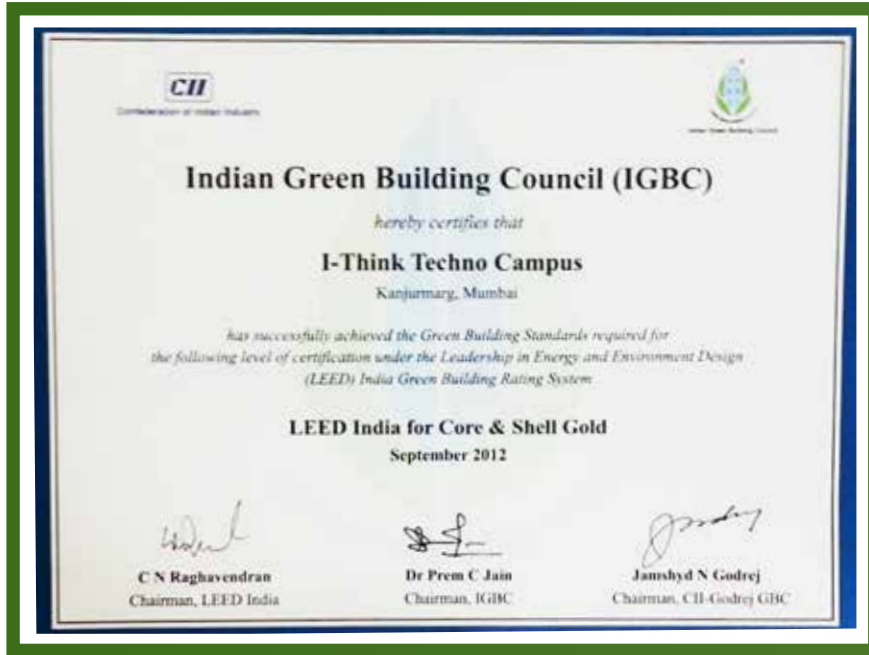 CII
Confederation of Indian Industry
Indian Green Building Council
Indian Green Building Council (IGBC)
hereby certifies that
I-Think Techno Campus
Kanjurmarg, Mumbai
has successfully achieved the Green Building Standards required for
the following level of certification under the Leadership in Energy and Environment Design
(LEED) India Green Building Rating System
LEED India for Core & Shell Gold
September 2012
C N Raghavendran
Chairman, LEED India
Dr Prem C Jain
Chairman, IGBC
Jamshyd N Godrej
Chairman, CII-Godrej GBC